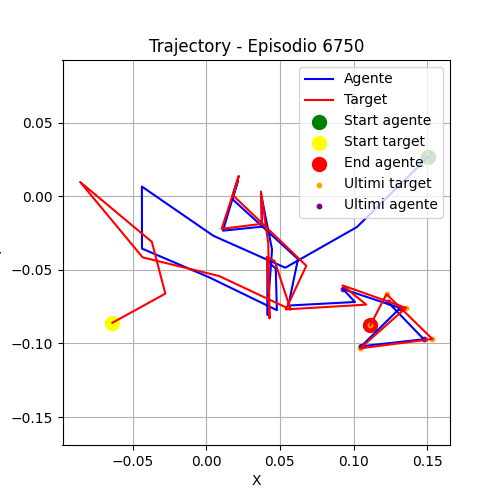 Trajectory - Episodio 6750
Agente
Target
Start agente
Start target
End agente
Ultimi target
Ultimi agente
0.05
0.00
−0.05
−0.10
−0.15
−0.05
0.00
0.05
0.10
0.15
X